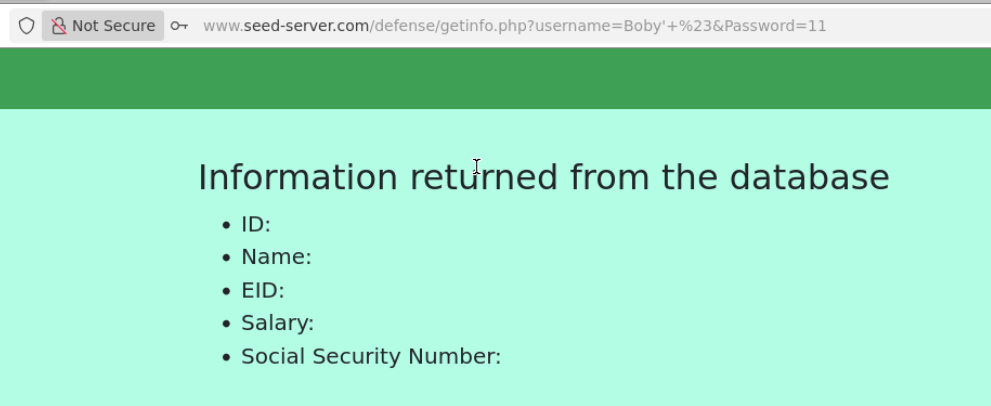 Not Secure www.seed-server.com/defense/getinfo.php?username=Boby'+%23&Password=11
Information returned from the database
• ID:
• Name:
• EID:
• Salary:
• Social Security Number: